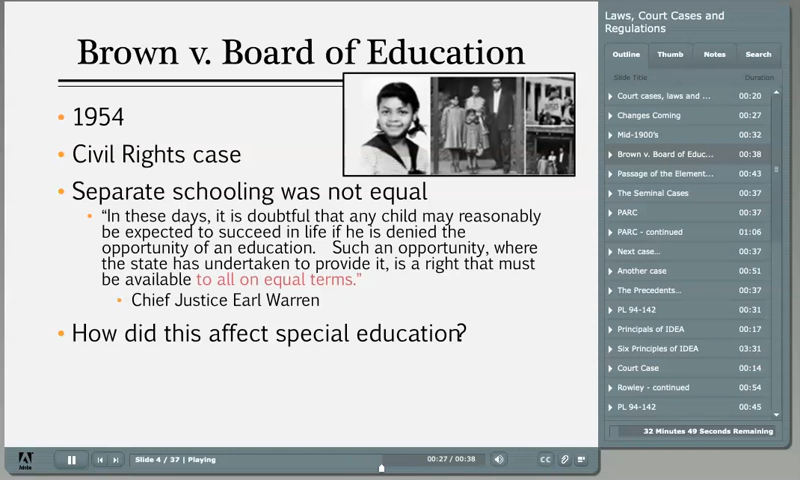 Brown v. Board of Education
• 1954
• Civil Rights case
• Separate schooling was not equal
• “In these days, it is doubtful that any child may reasonably
be expected to succeed in life if he is denied the
opportunity of an education. Such an opportunity, where
the state has undertaken to provide it, is a right that must
be available to all on equal terms.”
• Chief Justice Earl Warren
• How did this affect special education?
Adobe
Slide 4 / 37 | Playing
00:27 / 00:38
CC
Laws, Court Cases and
Regulations
Outline Thumb Notes Search
Slide Title Duration
Court cases, laws and ... 00:20
Changes Coming 00:27
Mid-1900's 00:32
Brown v. Board of Educ... 00:38
Passage of the Element... 00:43
The Seminal Cases 00:37
PARC 00:37
PARC - continued 01:06
Next case... 00:37
Another case 00:51
The Precedents... 00:37
PL 94-142 00:31
Principals of IDEA 00:17
Six Principles of IDEA 03:31
Court Case 00:14
Rowley - continued 00:54
PL 94-142 00:45
32 Minutes 49 Seconds Remaining